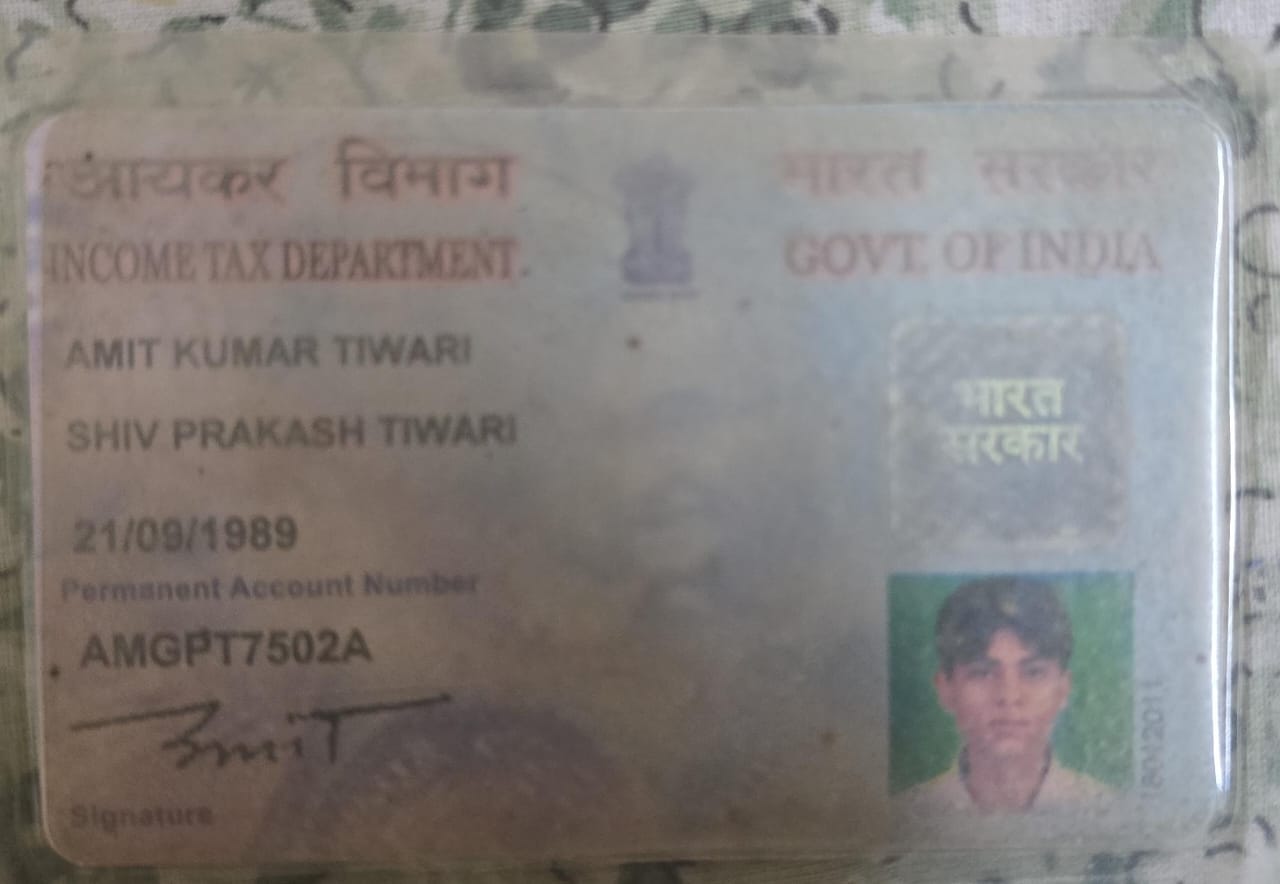 आयकर विभाग
भारत सरकार
INCOME TAX DEPARTMENT
GOVT. OF INDIA
AMIT KUMAR TIWARI
SHIV PRAKASH TIWARI
भारत
सरकार
21/09/1989
Permanent Account Number
AMGPT7502A
Amit
Signature